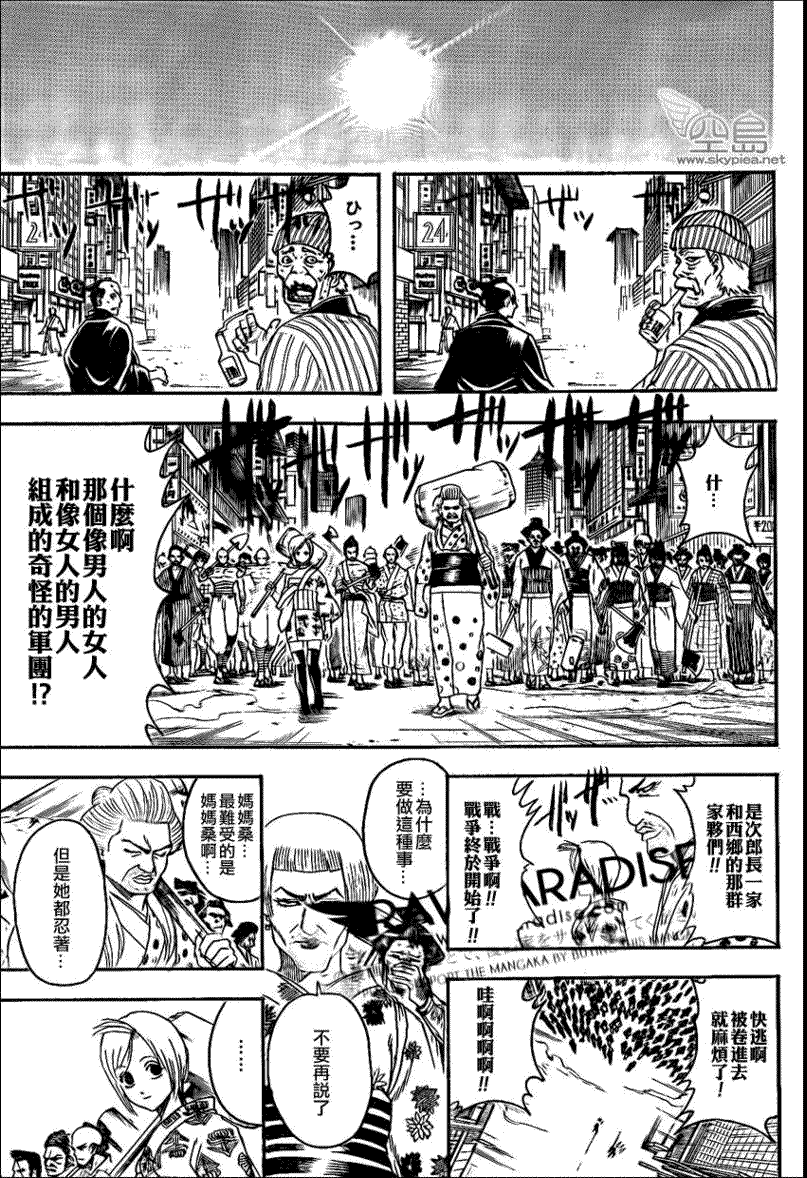 空島
www.skypiea.net
24
24
ひっ…
什…
¥20
什麼啊
那個像男人的女人
和像女人的男人
組成的奇怪的軍團!?
是次郎長一家
和西鄉的那群
家夥們!!
戰…戰爭啊!!
戰爭終於開始了!!
…為什麼
要做這種事…
媽媽桑…
最難受的是
媽媽桑啊…
但是她都忍著…
PARADISE
快逃啊
被卷進去
就麻煩了!
哇啊啊啊啊!!
不要再説了
……